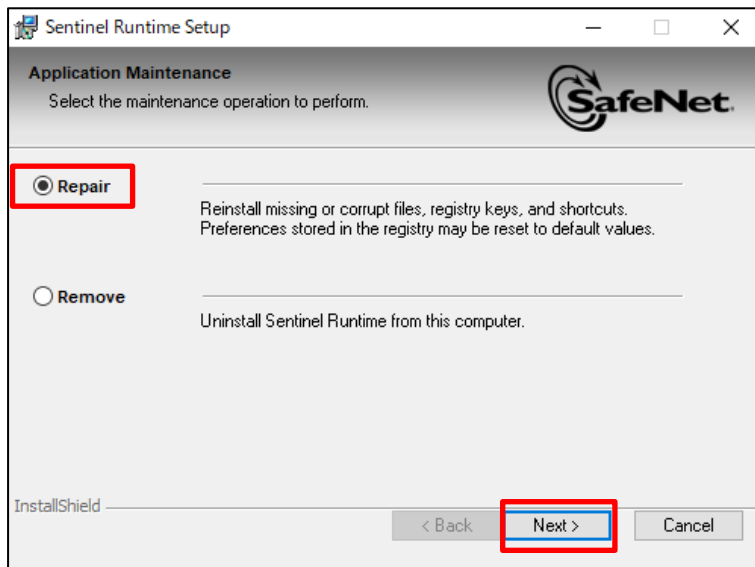 Sentinel Runtime Setup
Application Maintenance
Select the maintenance operation to perform.
SafeNet.
Repair
Reinstall missing or corrupt files, registry keys, and shortcuts.
Preferences stored in the registry may be reset to default values.
Remove
Uninstall Sentinel Runtime from this computer.
InstallShield
< Back
Next >
Cancel